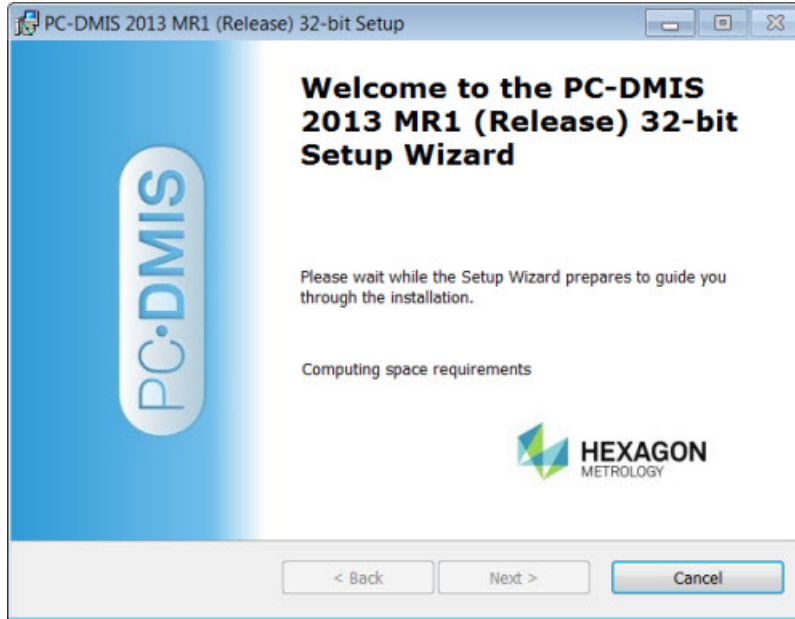 PC-DMIS 2013 MR1 (Release) 32-bit Setup
Welcome to the PC-DMIS
2013 MR1 (Release) 32-bit
Setup Wizard
PC•DMIS
Please wait while the Setup Wizard prepares to guide you
through the installation.
Computing space requirements
HEXAGON
METROLOGY
< Back
Next >
Cancel